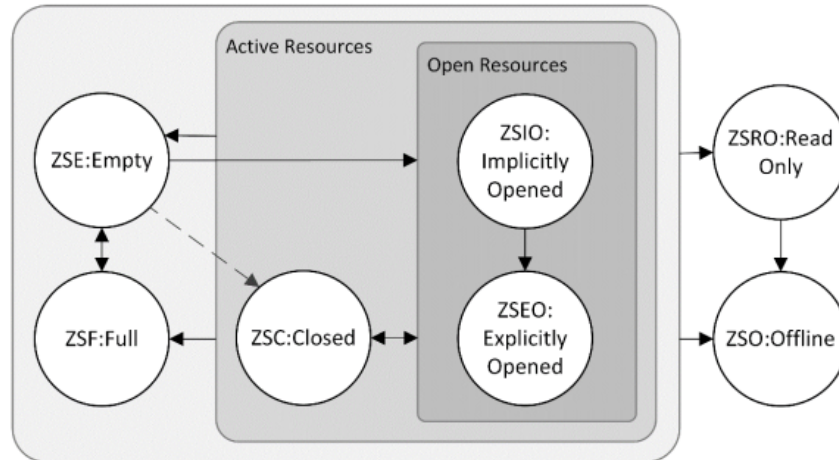 Active Resources
Open Resources
ZSE:Empty
ZSIO:
Implicitly
Opened
ZSRO:Read
Only
ZSF:Full
ZSC:Closed
ZSEO:
Explicitly
Opened
ZSO:Offline